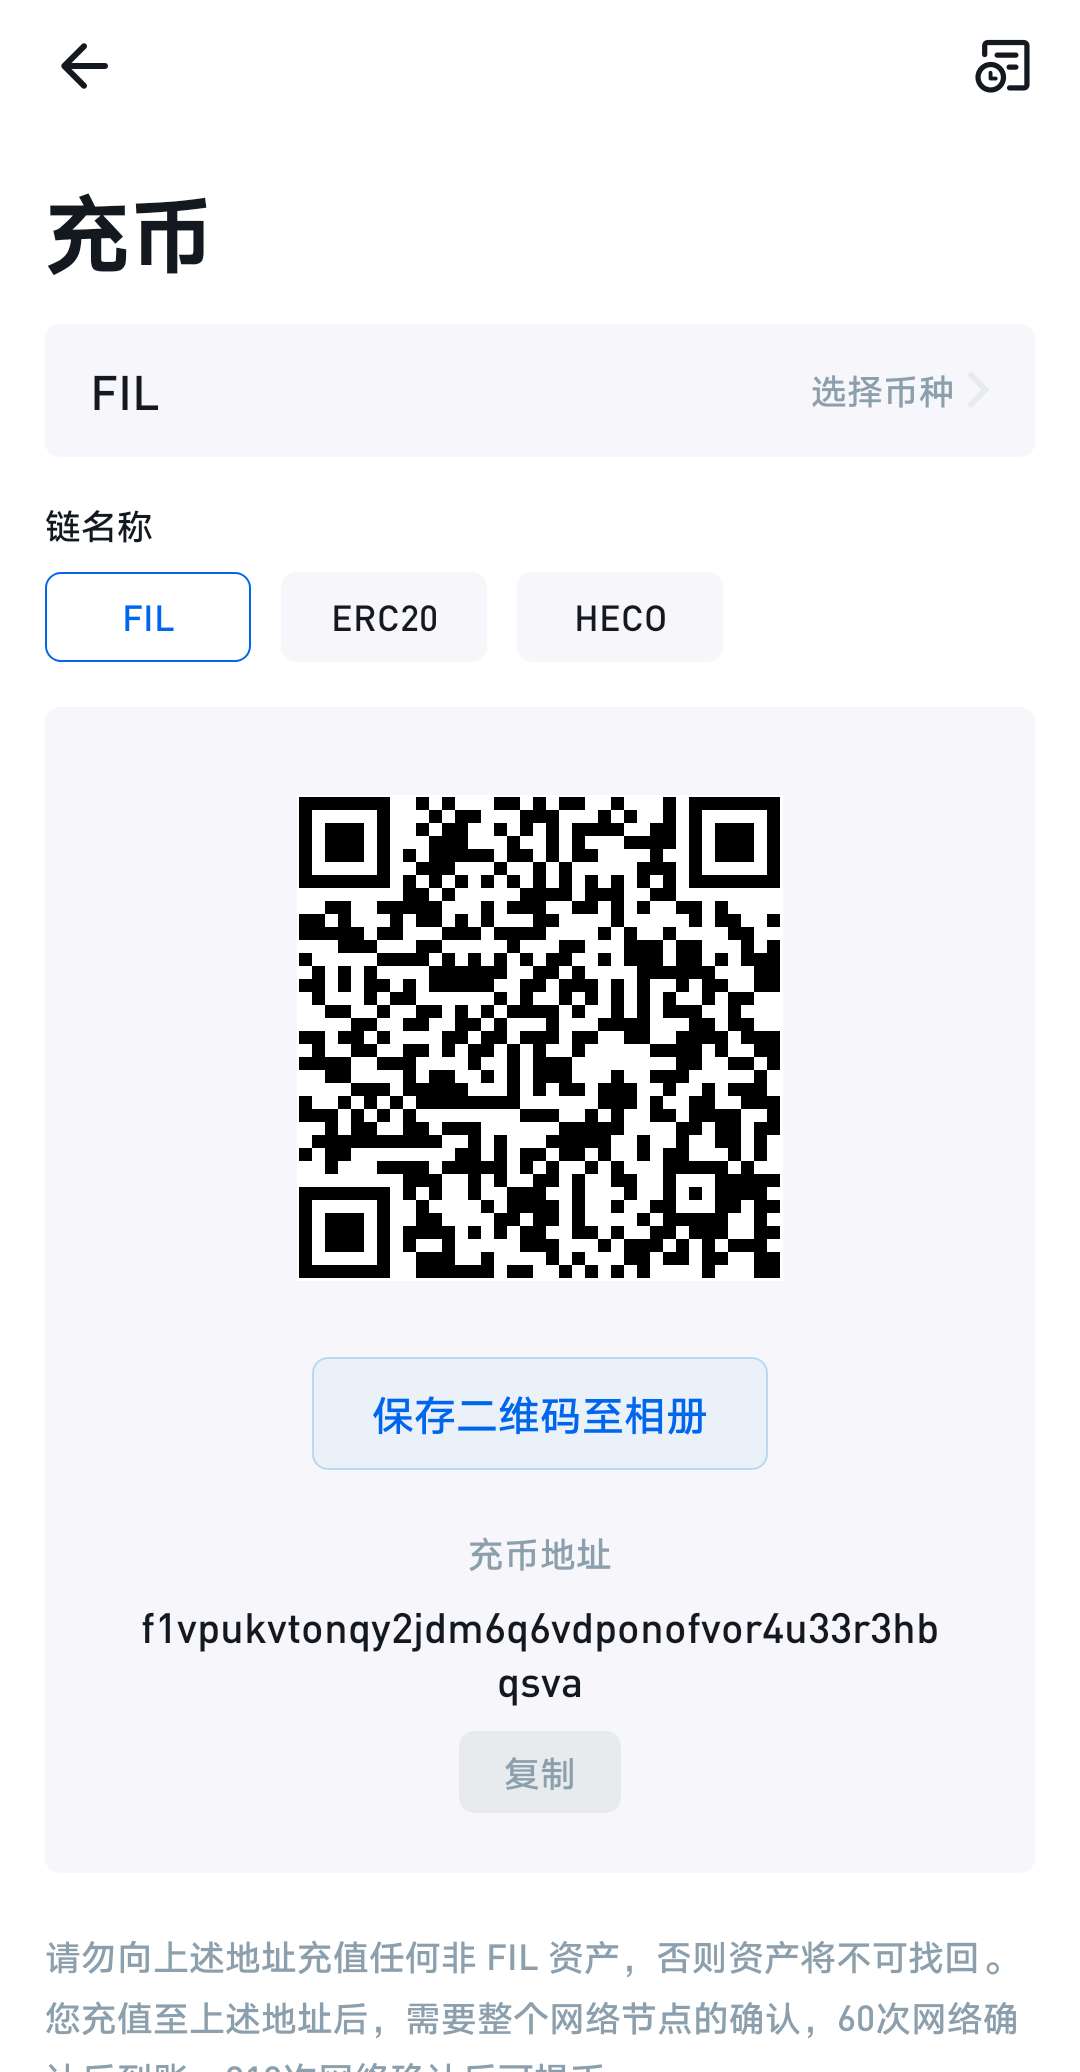 充币
FIL 选择币种
链名称
FIL ERC20 HECO
保存二维码至相册
充币地址
f1vpukvtonqy2jdm6q6vdponofvor4u33r3hb
qsva
复制
请勿向上述地址充值任何非 FIL 资产，否则资产将不可找回。
您充值至上述地址后，需要整个网络节点的确认，60次网络确